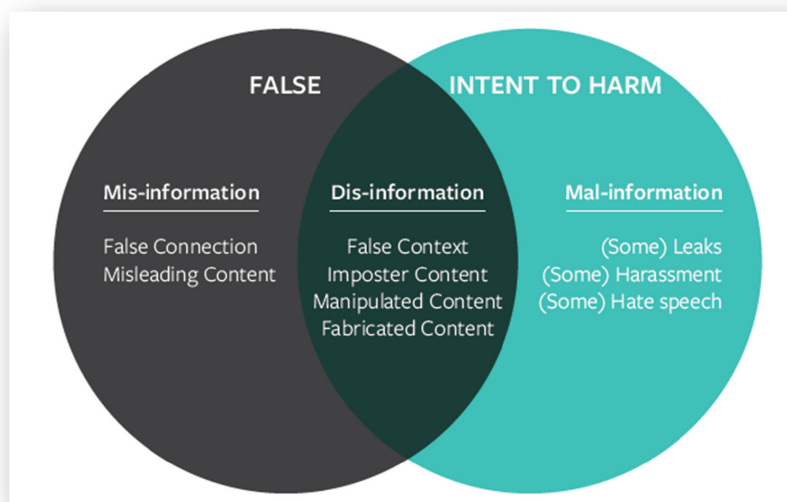 FALSE
INTENT TO HARM
Mis-information
False Connection
Misleading Content
Dis-information
False Context
Imposter Content
Manipulated Content
Fabricated Content
Mal-information
(Some) Leaks
(Some) Harassment
(Some) Hate speech